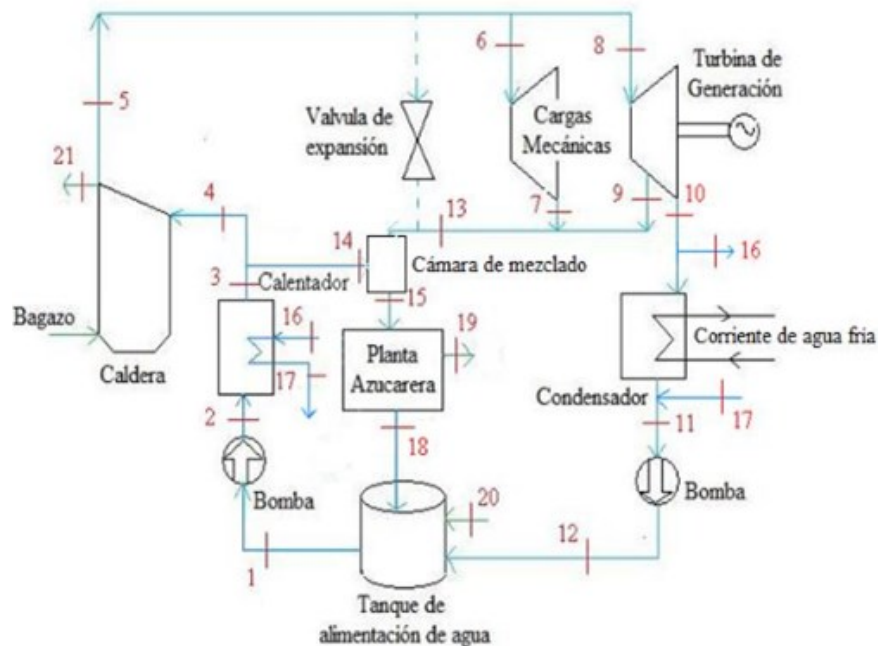 6
8
Turbina de
Generación
5
Valvula de
expansión
Cargas
Mecánicas
21
4
13
7
9
10
14
16
3
Calentador
Cámara de mezclado
15
Bagazo
16
19
Corriente de agua fria
Planta
Azucarera
Caldera
17
Condensador
17
2
18
11
Bomba
Bomba
20
12
1
Tanque de
alimentación de agua